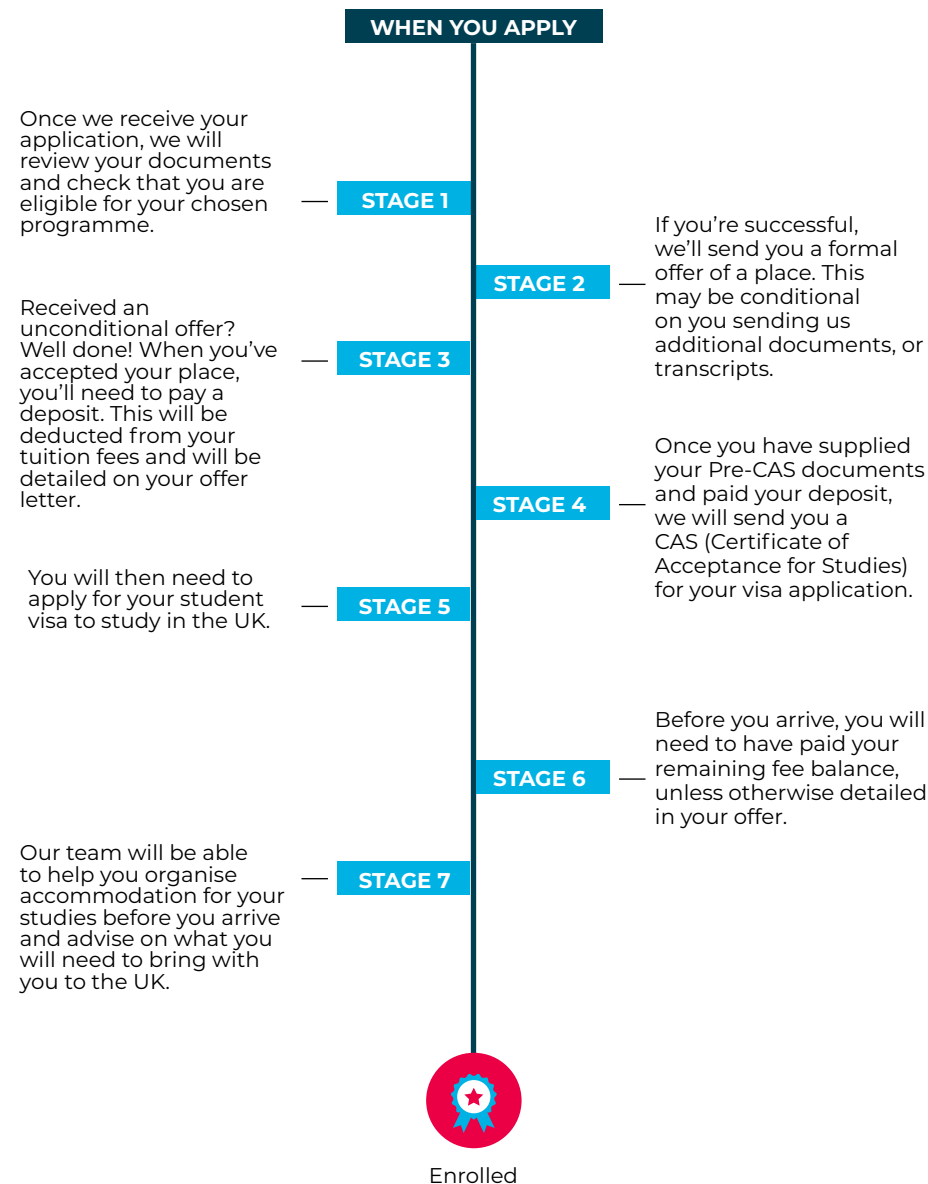 WHEN YOU APPLY
Once we receive your
application, we will
review your documents
and check that you are
eligible for your chosen
programme.
STAGE 1
STAGE 2
If you’re successful,
we’ll send you a formal
offer of a place. This
may be conditional
on you sending us
additional documents, or
transcripts.
Received an
unconditional offer?
Well done! When you’ve
accepted your place,
you’ll need to pay a
deposit. This will be
deducted from your
tuition fees and will be
detailed on your offer
letter.
STAGE 3
STAGE 4
Once you have supplied
your Pre-CAS documents
and paid your deposit,
we will send you a
CAS (Certificate of
Acceptance for Studies)
for your visa application.
You will then need to
apply for your student
visa to study in the UK.
STAGE 5
STAGE 6
Before you arrive, you will
need to have paid your
remaining fee balance,
unless otherwise detailed
in your offer.
Our team will be able
to help you organise
accommodation for your
studies before you arrive
and advise on what you
will need to bring with
you to the UK.
STAGE 7
Enrolled